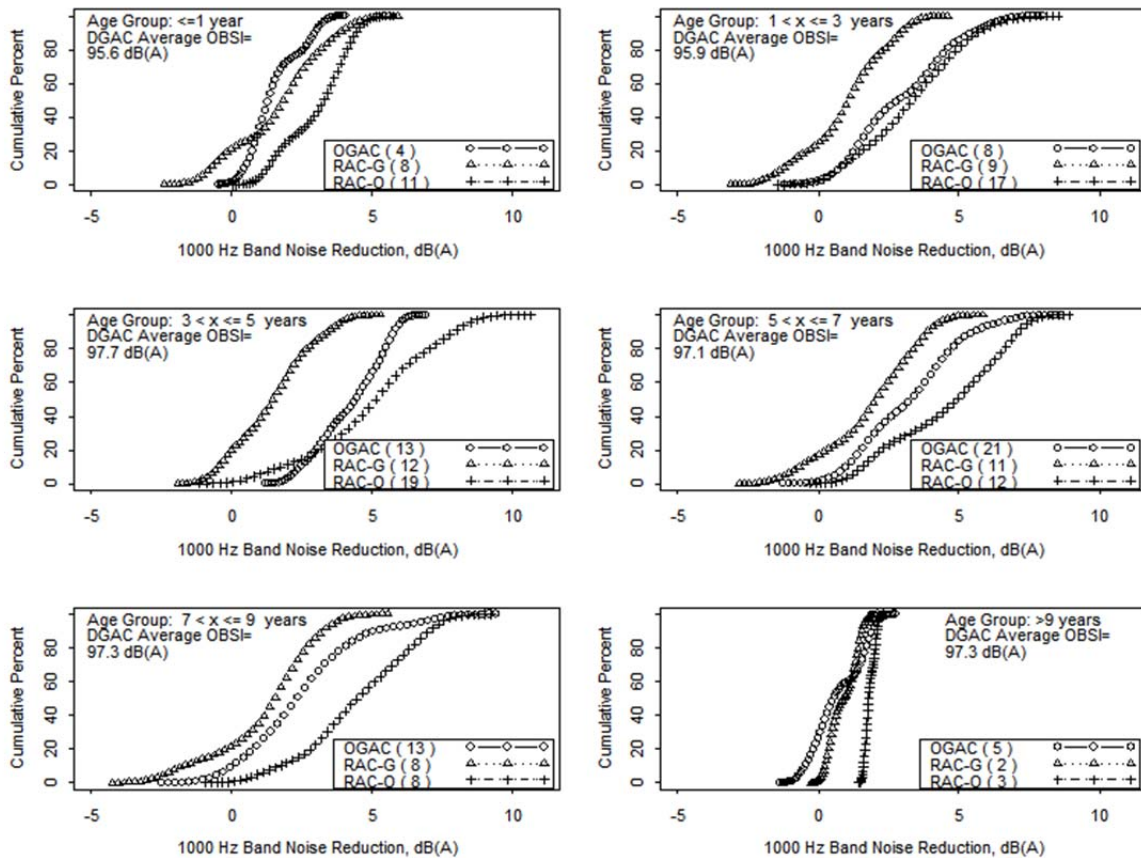 Age Group: <=1 year
DGAC Average OBSI=
95.6 dB(A)
Cumulative Percent
0 20 40 60 80
OGAC ( 4 )
RAC-G ( 8 )
RAC-O ( 11 )
-5 0 5 10
1000 Hz Band Noise Reduction, dB(A)
Age Group: 1 < x <= 3 years
DGAC Average OBSI=
95.9 dB(A)
Cumulative Percent
0 20 40 60 80
OGAC ( 8 )
RAC-G ( 9 )
RAC-O ( 17 )
-5 0 5 10
1000 Hz Band Noise Reduction, dB(A)
Age Group: 3 < x <= 5 years
DGAC Average OBSI=
97.7 dB(A)
Cumulative Percent
0 20 40 60 80
OGAC ( 13 )
RAC-G ( 12 )
RAC-O ( 19 )
-5 0 5 10
1000 Hz Band Noise Reduction, dB(A)
Age Group: 5 < x <= 7 years
DGAC Average OBSI=
97.1 dB(A)
Cumulative Percent
0 20 40 60 80
OGAC ( 21 )
RAC-G ( 11 )
RAC-O ( 12 )
-5 0 5 10
1000 Hz Band Noise Reduction, dB(A)
Age Group: 7 < x <= 9 years
DGAC Average OBSI=
97.3 dB(A)
Cumulative Percent
0 20 40 60 80
OGAC ( 13 )
RAC-G ( 8 )
RAC-O ( 8 )
-5 0 5 10
1000 Hz Band Noise Reduction, dB(A)
Age Group: >9 years
DGAC Average OBSI=
97.3 dB(A)
Cumulative Percent
0 20 40 60 80
OGAC ( 5 )
RAC-G ( 2 )
RAC-O ( 3 )
-5 0 5 10
1000 Hz Band Noise Reduction, dB(A)